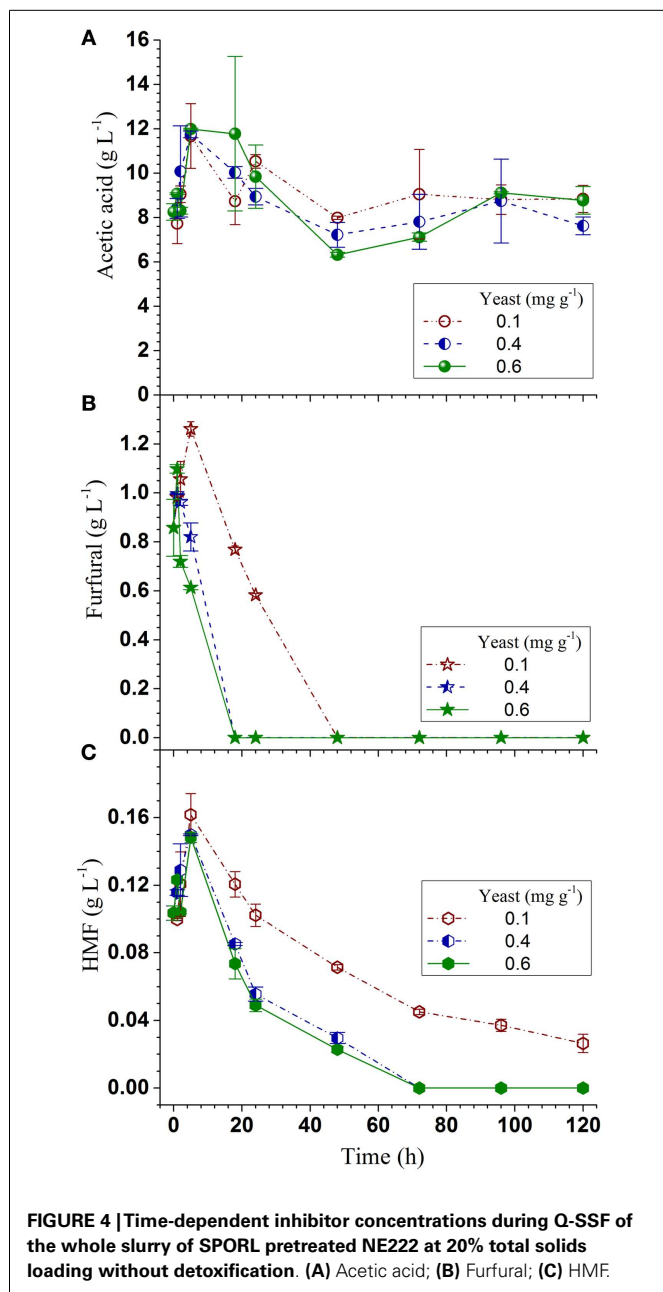 A
16
14
12
10
8
6
4
2
0
Acetic acid (g L⁻¹)
Yeast (mg g⁻¹)
0.1
0.4
0.6
B
1.2
1.0
0.8
0.6
0.4
0.2
0.0
Furfural (g L⁻¹)
Yeast (mg g⁻¹)
0.1
0.4
0.6
C
0.16
0.12
0.08
0.04
0.00
HMF (g L⁻¹)
Yeast (mg g⁻¹)
0.1
0.4
0.6
0 20 40 60 80 100 120
Time (h)
FIGURE 4 | Time-dependent inhibitor concentrations during Q-SSF of
the whole slurry of SPORL pretreated NE222 at 20% total solids
loading without detoxification. (A) Acetic acid; (B) Furfural; (C) HMF.